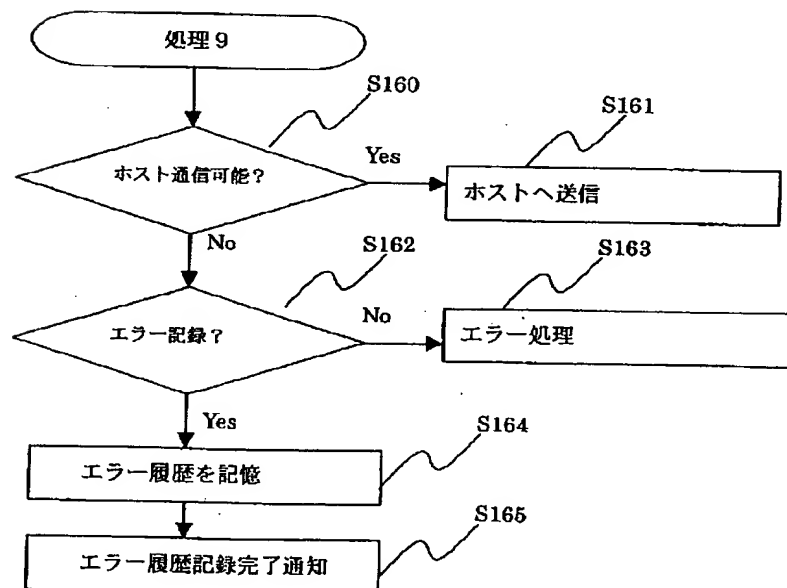 処理９
S160
S161
ホスト通信可能？
Yes
ホストへ送信
No
S162
S163
エラー記録？
No
エラー処理
Yes
S164
エラー履歴を記憶
S165
エラー履歴記録完了通知